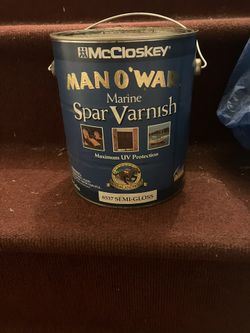 McCloskey
MAN O'WAR
Marine
Spar Varnish
Maximum UV Protection
6537 SEMI-GLOSS